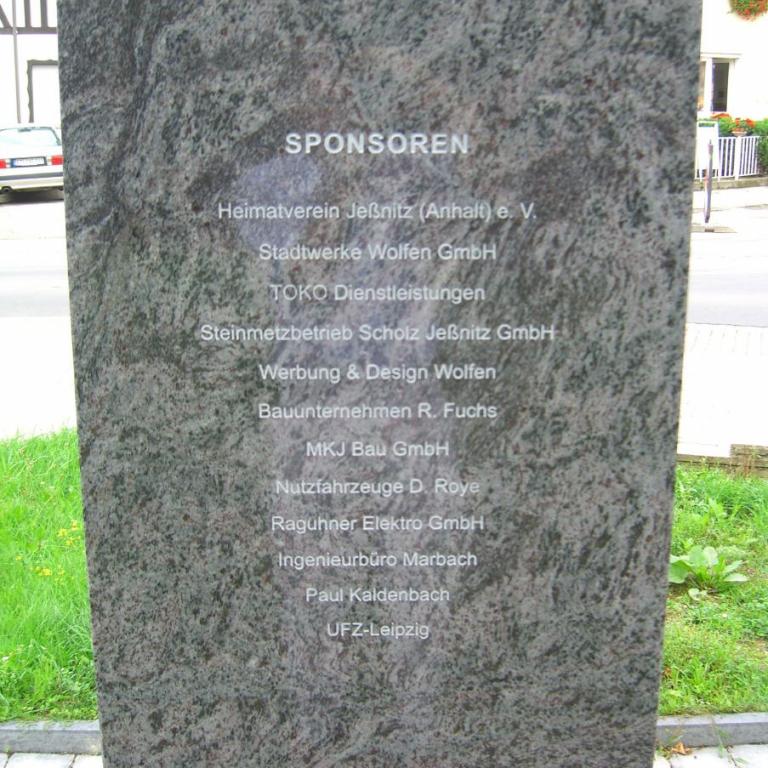 SPONSOREN
Heimatverein Jeßnitz (Anhalt) e. V.
Stadtwerke Wolfen GmbH
TOKO Dienstleistungen
Steinmetzbetrieb Scholz Jeßnitz GmbH
Werbung & Design Wolfen
Bauunternehmen R. Fuchs
MKJ Bau GmbH
Nutzfahrzeuge D. Roye
Raguhner Elektro GmbH
Ingenieurbüro Marbach
Paul Kaldenbach
UFZ-Leipzig